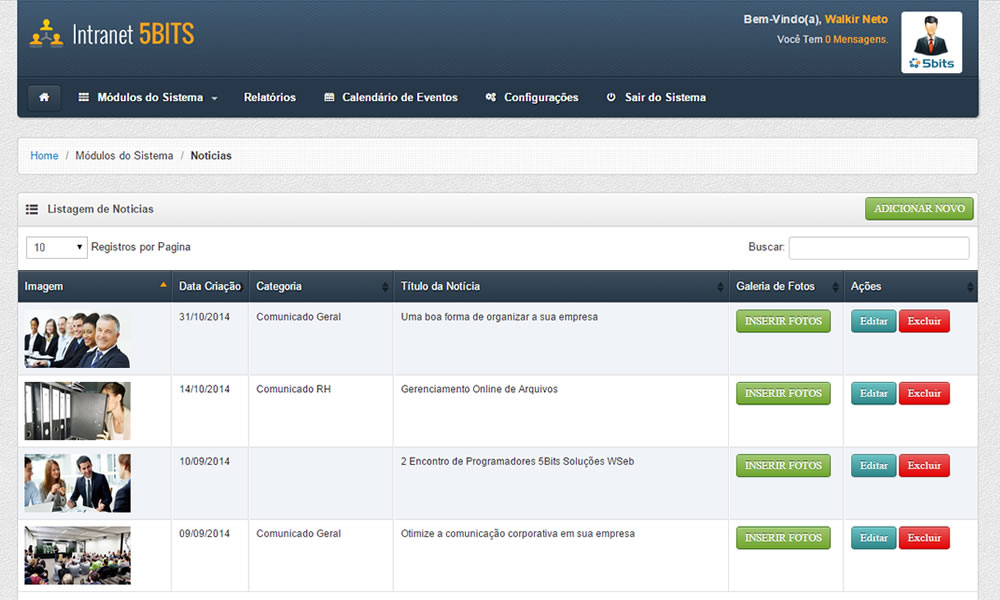 Intranet 5BITS
Bem-Vindo(a), Walkir Neto
Você Tem 0 Mensagens.
5bits
Módulos do Sistema
Relatórios
Calendário de Eventos
Configurações
Sair do Sistema
Home / Módulos do Sistema / Noticias
Listagem de Noticias
ADICIONAR NOVO
10 Registros por Pagina
Buscar:
Imagem Data Criação Categoria Título da Notícia Galeria de Fotos Ações
31/10/2014 Comunicado Geral Uma boa forma de organizar a sua empresa INSERIR FOTOS Editar Excluir
14/10/2014 Comunicado RH Gerenciamento Online de Arquivos INSERIR FOTOS Editar Excluir
10/09/2014 2 Encontro de Programadores 5Bits Soluções WSeb INSERIR FOTOS Editar Excluir
09/09/2014 Comunicado Geral Otimize a comunicação corporativa em sua empresa INSERIR FOTOS Editar Excluir